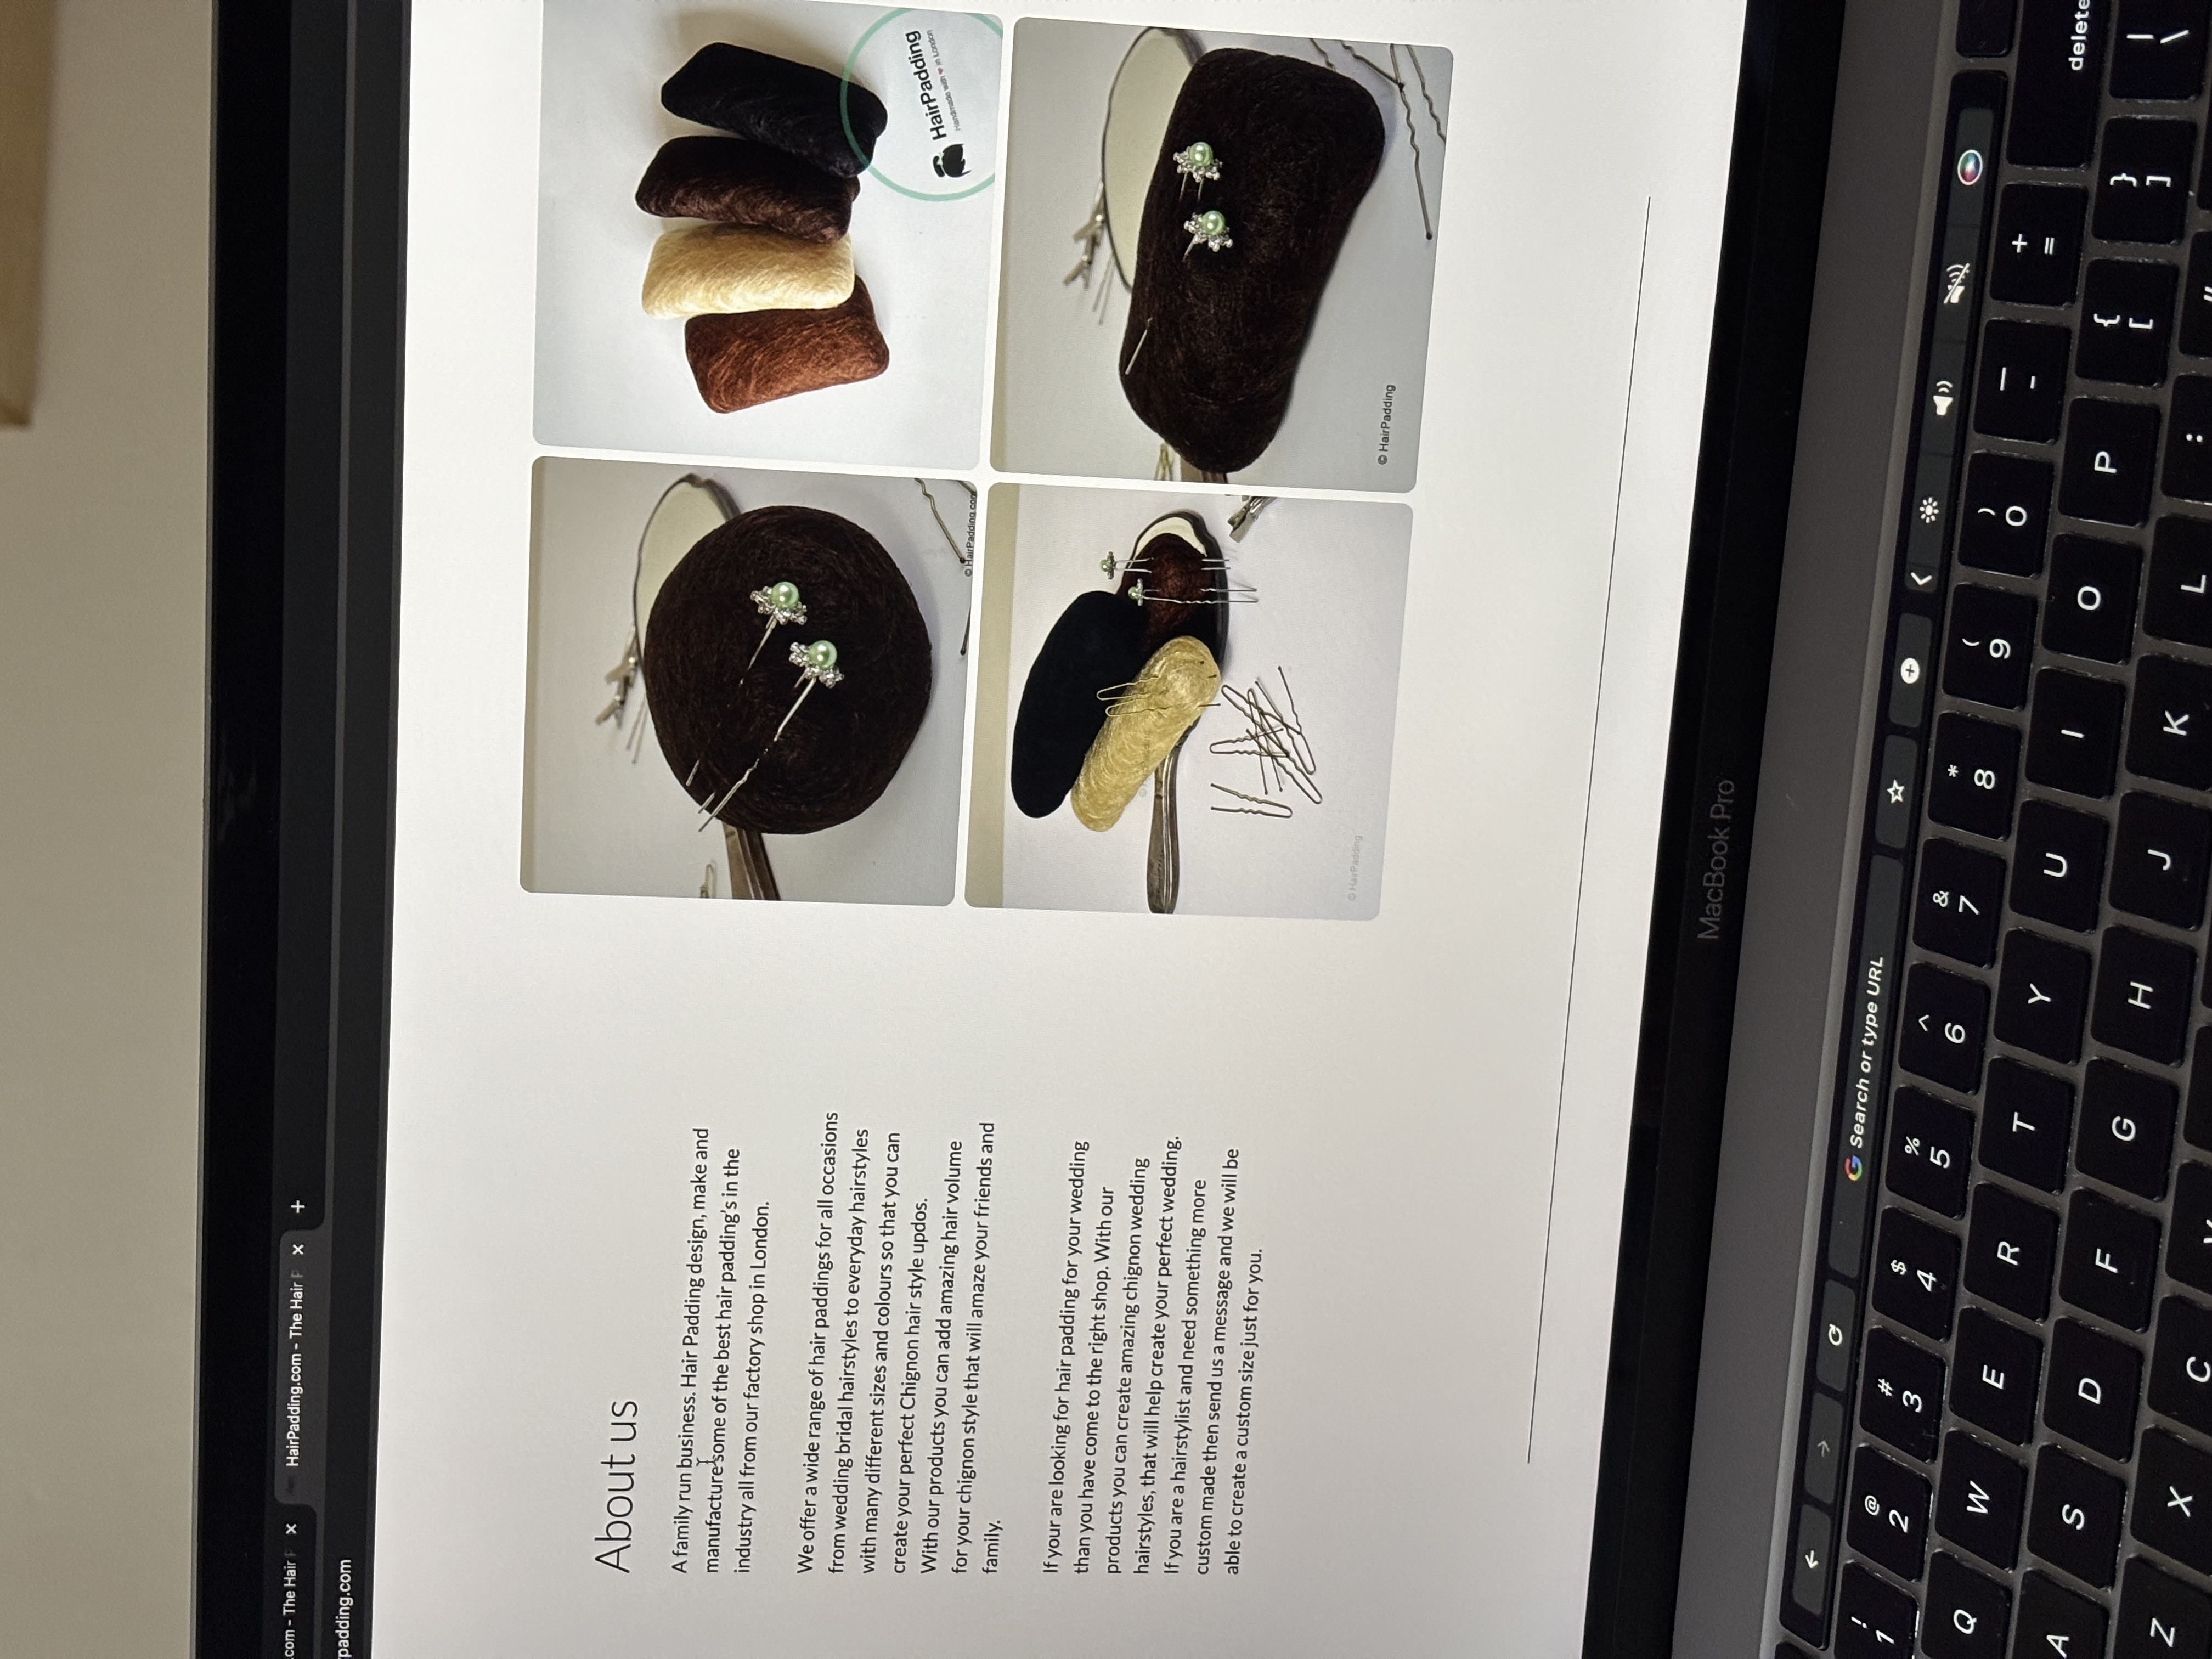 .com - The Hair
HairPadding.com - The Hair P
padding.com
About us
A family run business. Hair Padding design, make and
manufacture some of the best hair padding's in the
industry all from our factory shop in London.
We offer a wide range of hair paddings for all occasions
from wedding bridal hairstyles to everyday hairstyles
with many different sizes and colours so that you can
create your perfect Chignon hair style updos.
With our products you can add amazing hair volume
for your chignon style that will amaze your friends and
family.
If your are looking for hair padding for your wedding
than you have come to the right shop. With our
products you can create amazing chignon wedding
hairstyles, that will help create your perfect wedding.
If you are a hairstylist and need something more
custom made then send us a message and we will be
able to create a custom size just for you.
© HairPadding.com
HairPadding
Handmade with ♥ in London
© HairPadding
© HairPadding
MacBook Pro
Search or type URL
! @ # $ % ^ & * ( ) — +
1 2 3 4 5 6 7 8 9 0 - =
delete
Q W E R T Y U I O P { } |
[ ] \
A S D F G H J K L :
Z X C